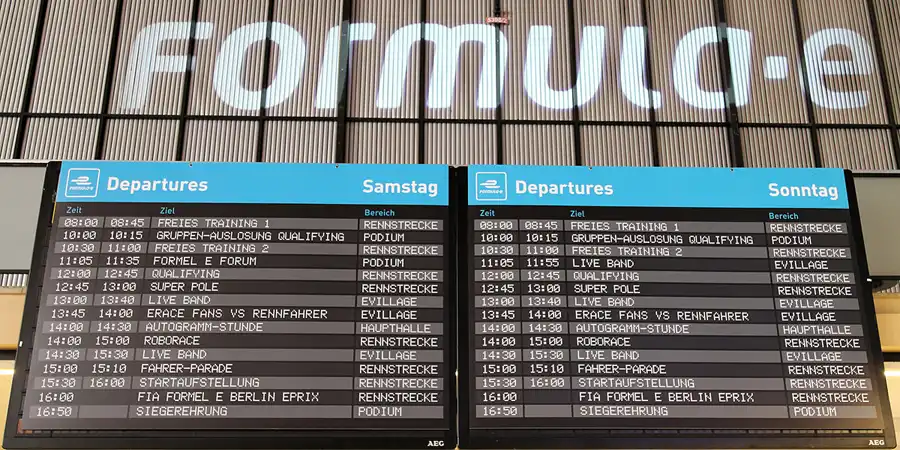 Formula-e
FORMULA-E
Departures Samstag
Zeit Ziel Bereich
08:00 08:45 FREIES TRAINING 1 RENNSTRECKE
10:00 10:15 GRUPPEN-AUSLOSUNG QUALIFYING PODIUM
10:30 11:00 FREIES TRAINING 2 RENNSTRECKE
11:05 11:35 FORMEL E FORUM PODIUM
12:00 12:45 QUALIFYING RENNSTRECKE
12:45 13:00 SUPER POLE RENNSTRECKE
13:00 13:40 LIVE BAND EVILLAGE
13:45 14:00 ERACE FANS VS RENNFAHRER EVILLAGE
14:00 14:30 AUTOGRAMM-STUNDE HAUPTHALLE
14:00 15:00 ROBORACE RENNSTRECKE
14:30 15:30 LIVE BAND EVILLAGE
15:00 15:10 FAHRER-PARADE RENNSTRECKE
15:30 16:00 STARTAUFSTELLUNG RENNSTRECKE
16:00 FIA FORMEL E BERLIN EPRIX RENNSTRECKE
16:50 SIEGEREHRUNG PODIUM
AEG
FORMULA-E
Departures Sonntag
Zeit Ziel Bereich
08:00 08:45 FREIES TRAINING 1 RENNSTRECKE
10:00 10:15 GRUPPEN-AUSLOSUNG QUALIFYING PODIUM
10:30 11:00 FREIES TRAINING 2 RENNSTRECKE
11:05 11:55 LIVE BAND EVILLAGE
12:00 12:45 QUALIFYING RENNSTRECKE
12:45 13:00 SUPER POLE RENNSTRECKE
13:00 13:40 LIVE BAND EVILLAGE
13:45 14:00 ERACE FANS VS RENNFAHRER EVILLAGE
14:00 14:30 AUTOGRAMM-STUNDE HAUPTHALLE
14:00 15:00 ROBORACE RENNSTRECKE
14:30 15:30 LIVE BAND EVILLAGE
15:00 15:10 FAHRER-PARADE RENNSTRECKE
15:30 16:00 STARTAUFSTELLUNG RENNSTRECKE
16:00 FIA FORMEL E BERLIN EPRIX RENNSTRECKE
16:50 SIEGEREHRUNG PODIUM
AEG